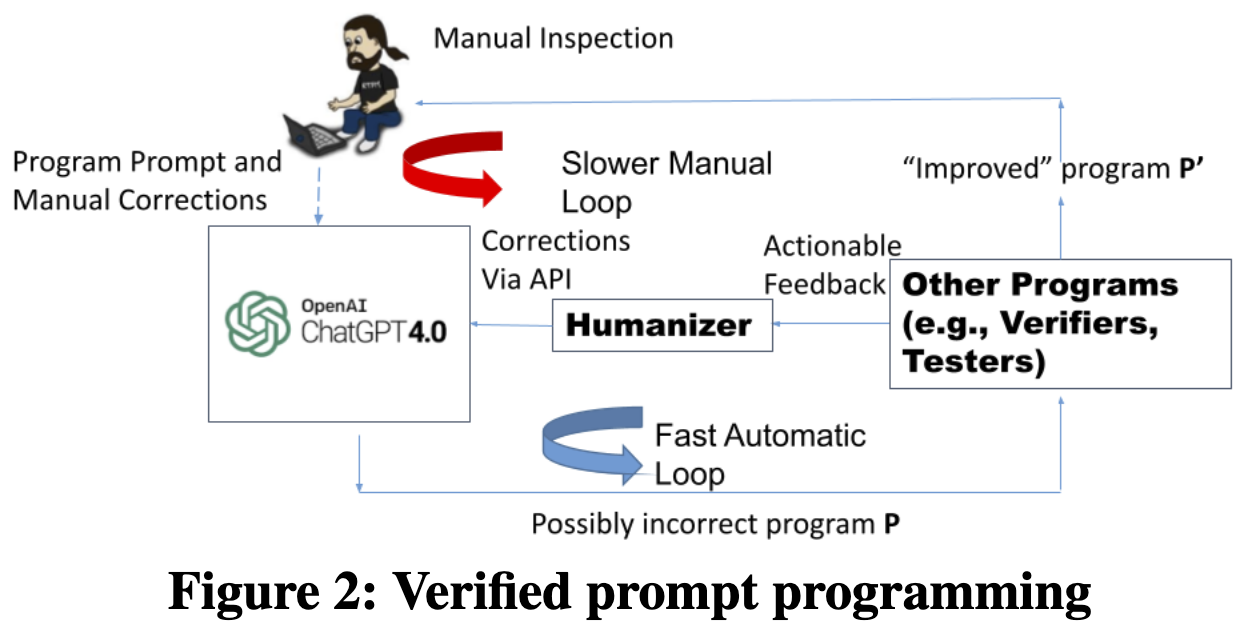 Manual Inspection
Program Prompt and
Manual Corrections
Slower Manual
Loop
"Improved" program P’
Corrections
Via API
Actionable
Feedback
OpenAI
ChatGPT4.0
Humanizer
Other Programs
(e.g., Verifiers,
Testers)
Fast Automatic
Loop
Possibly incorrect program P
Figure 2: Verified prompt programming